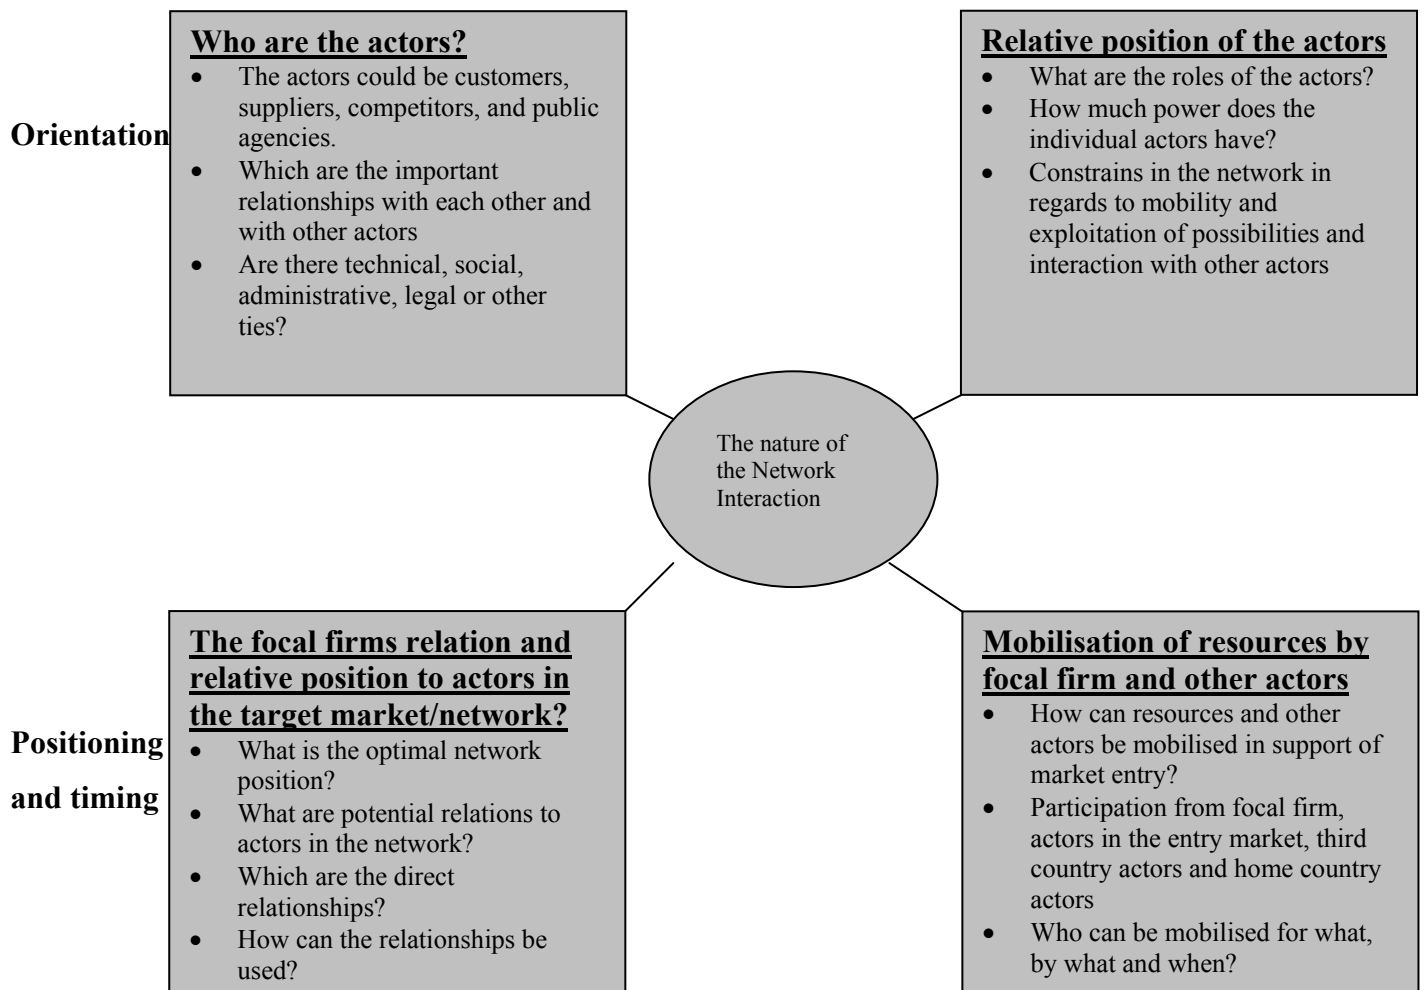 Orientation
Who are the actors?
• The actors could be customers,
suppliers, competitors, and public
agencies.
• Which are the important
relationships with each other and
with other actors
• Are there technical, social,
administrative, legal or other
ties?
Relative position of the actors
• What are the roles of the actors?
• How much power does the
individual actors have?
• Constrains in the network in
regards to mobility and
exploitation of possibilities and
interaction with other actors
The nature of
the Network
Interaction
Positioning
and timing
The focal firms relation and
relative position to actors in
the target market/network?
• What is the optimal network
position?
• What are potential relations to
actors in the network?
• Which are the direct
relationships?
• How can the relationships be
used?
Mobilisation of resources by
focal firm and other actors
• How can resources and other
actors be mobilised in support of
market entry?
• Participation from focal firm,
actors in the entry market, third
country actors and home country
actors
• Who can be mobilised for what,
by what and when?